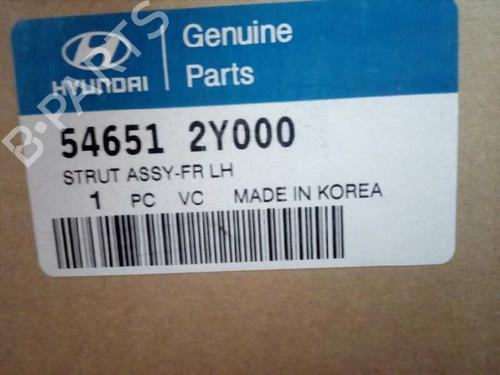 HYUNDAI
Genuine
Parts
54651 2Y000
STRUT ASSY-FR LH
1 PC VC MADE IN KOREA
B-PARTS